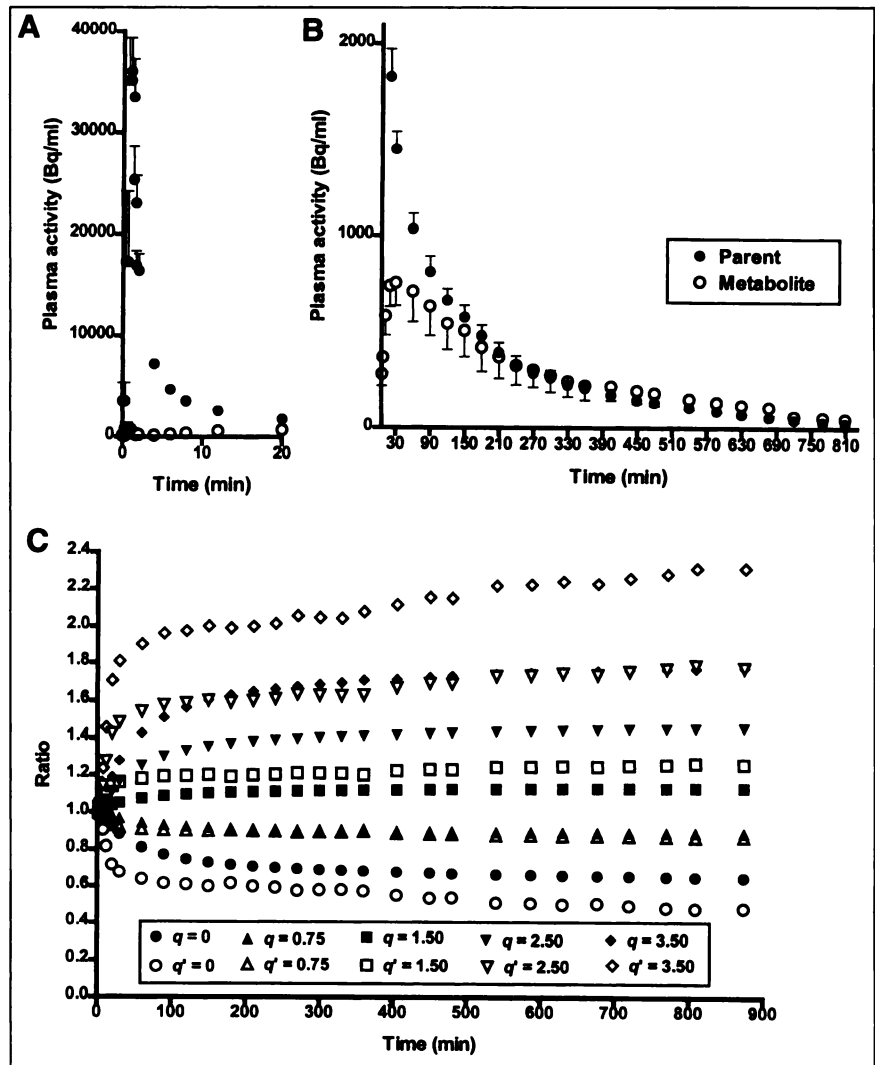 A
40000
30000
20000
10000
0
Plasma activity (Bq/ml)
0 10 20
Time (min)
B
2000
1000
0
Plasma activity (Bq/ml)
Parent
Metabolite
30 90 150 210 270 330 390 450 510 570 630 690 750 810
Time (min)
C
2.4
2.2
2.0
1.8
1.6
1.4
1.2
1.0
0.8
0.6
0.4
0.2
0.0
Ratio
q = 0 q = 0.75 q = 1.50 q = 2.50 q = 3.50
q' = 0 q' = 0.75 q' = 1.50 q' = 2.50 q' = 3.50
0 100 200 300 400 500 600 700 800 900
Time (min)